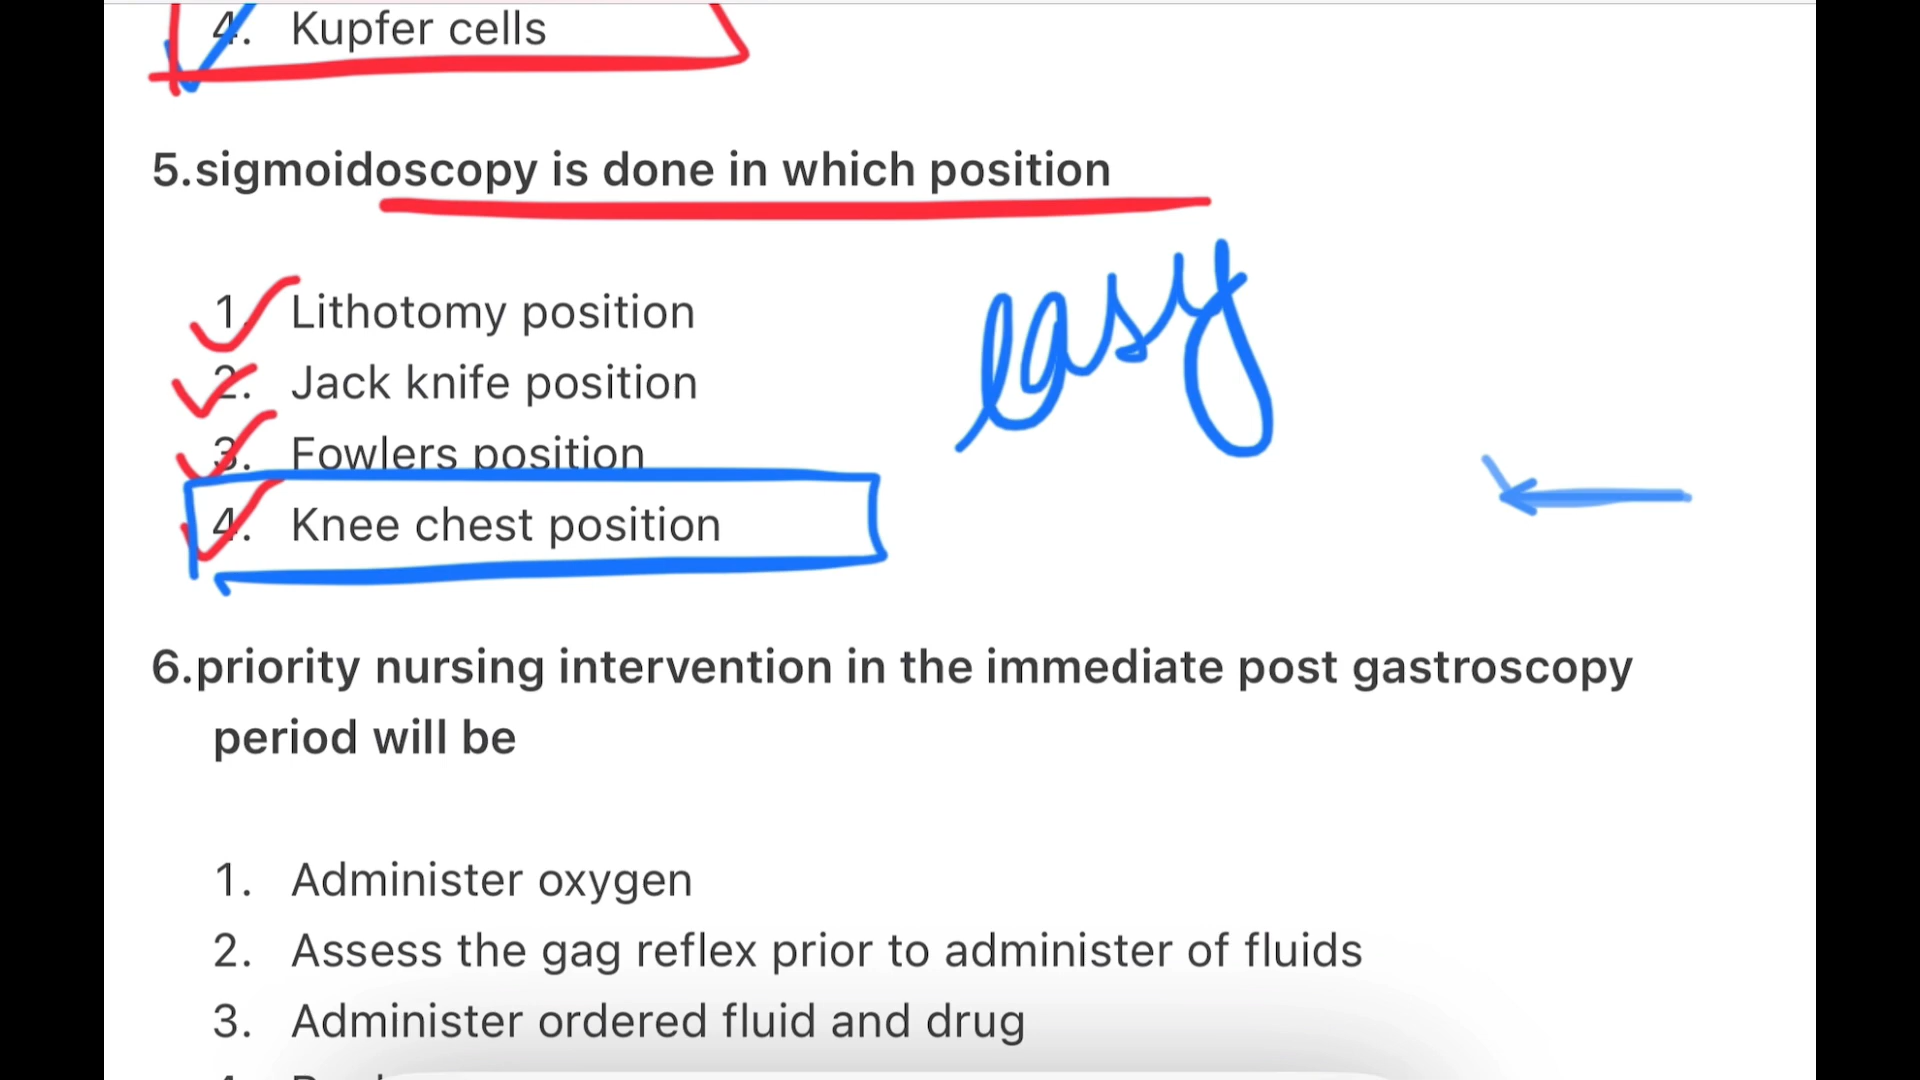 4. Kupfer cells
5.sigmoidoscopy is done in which position
1. Lithotomy position
easy
2. Jack knife position
3. Fowlers position
4. Knee chest position
6.priority nursing intervention in the immediate post gastroscopy
period will be
1. Administer oxygen
2. Assess the gag reflex prior to administer of fluids
3. Administer ordered fluid and drug